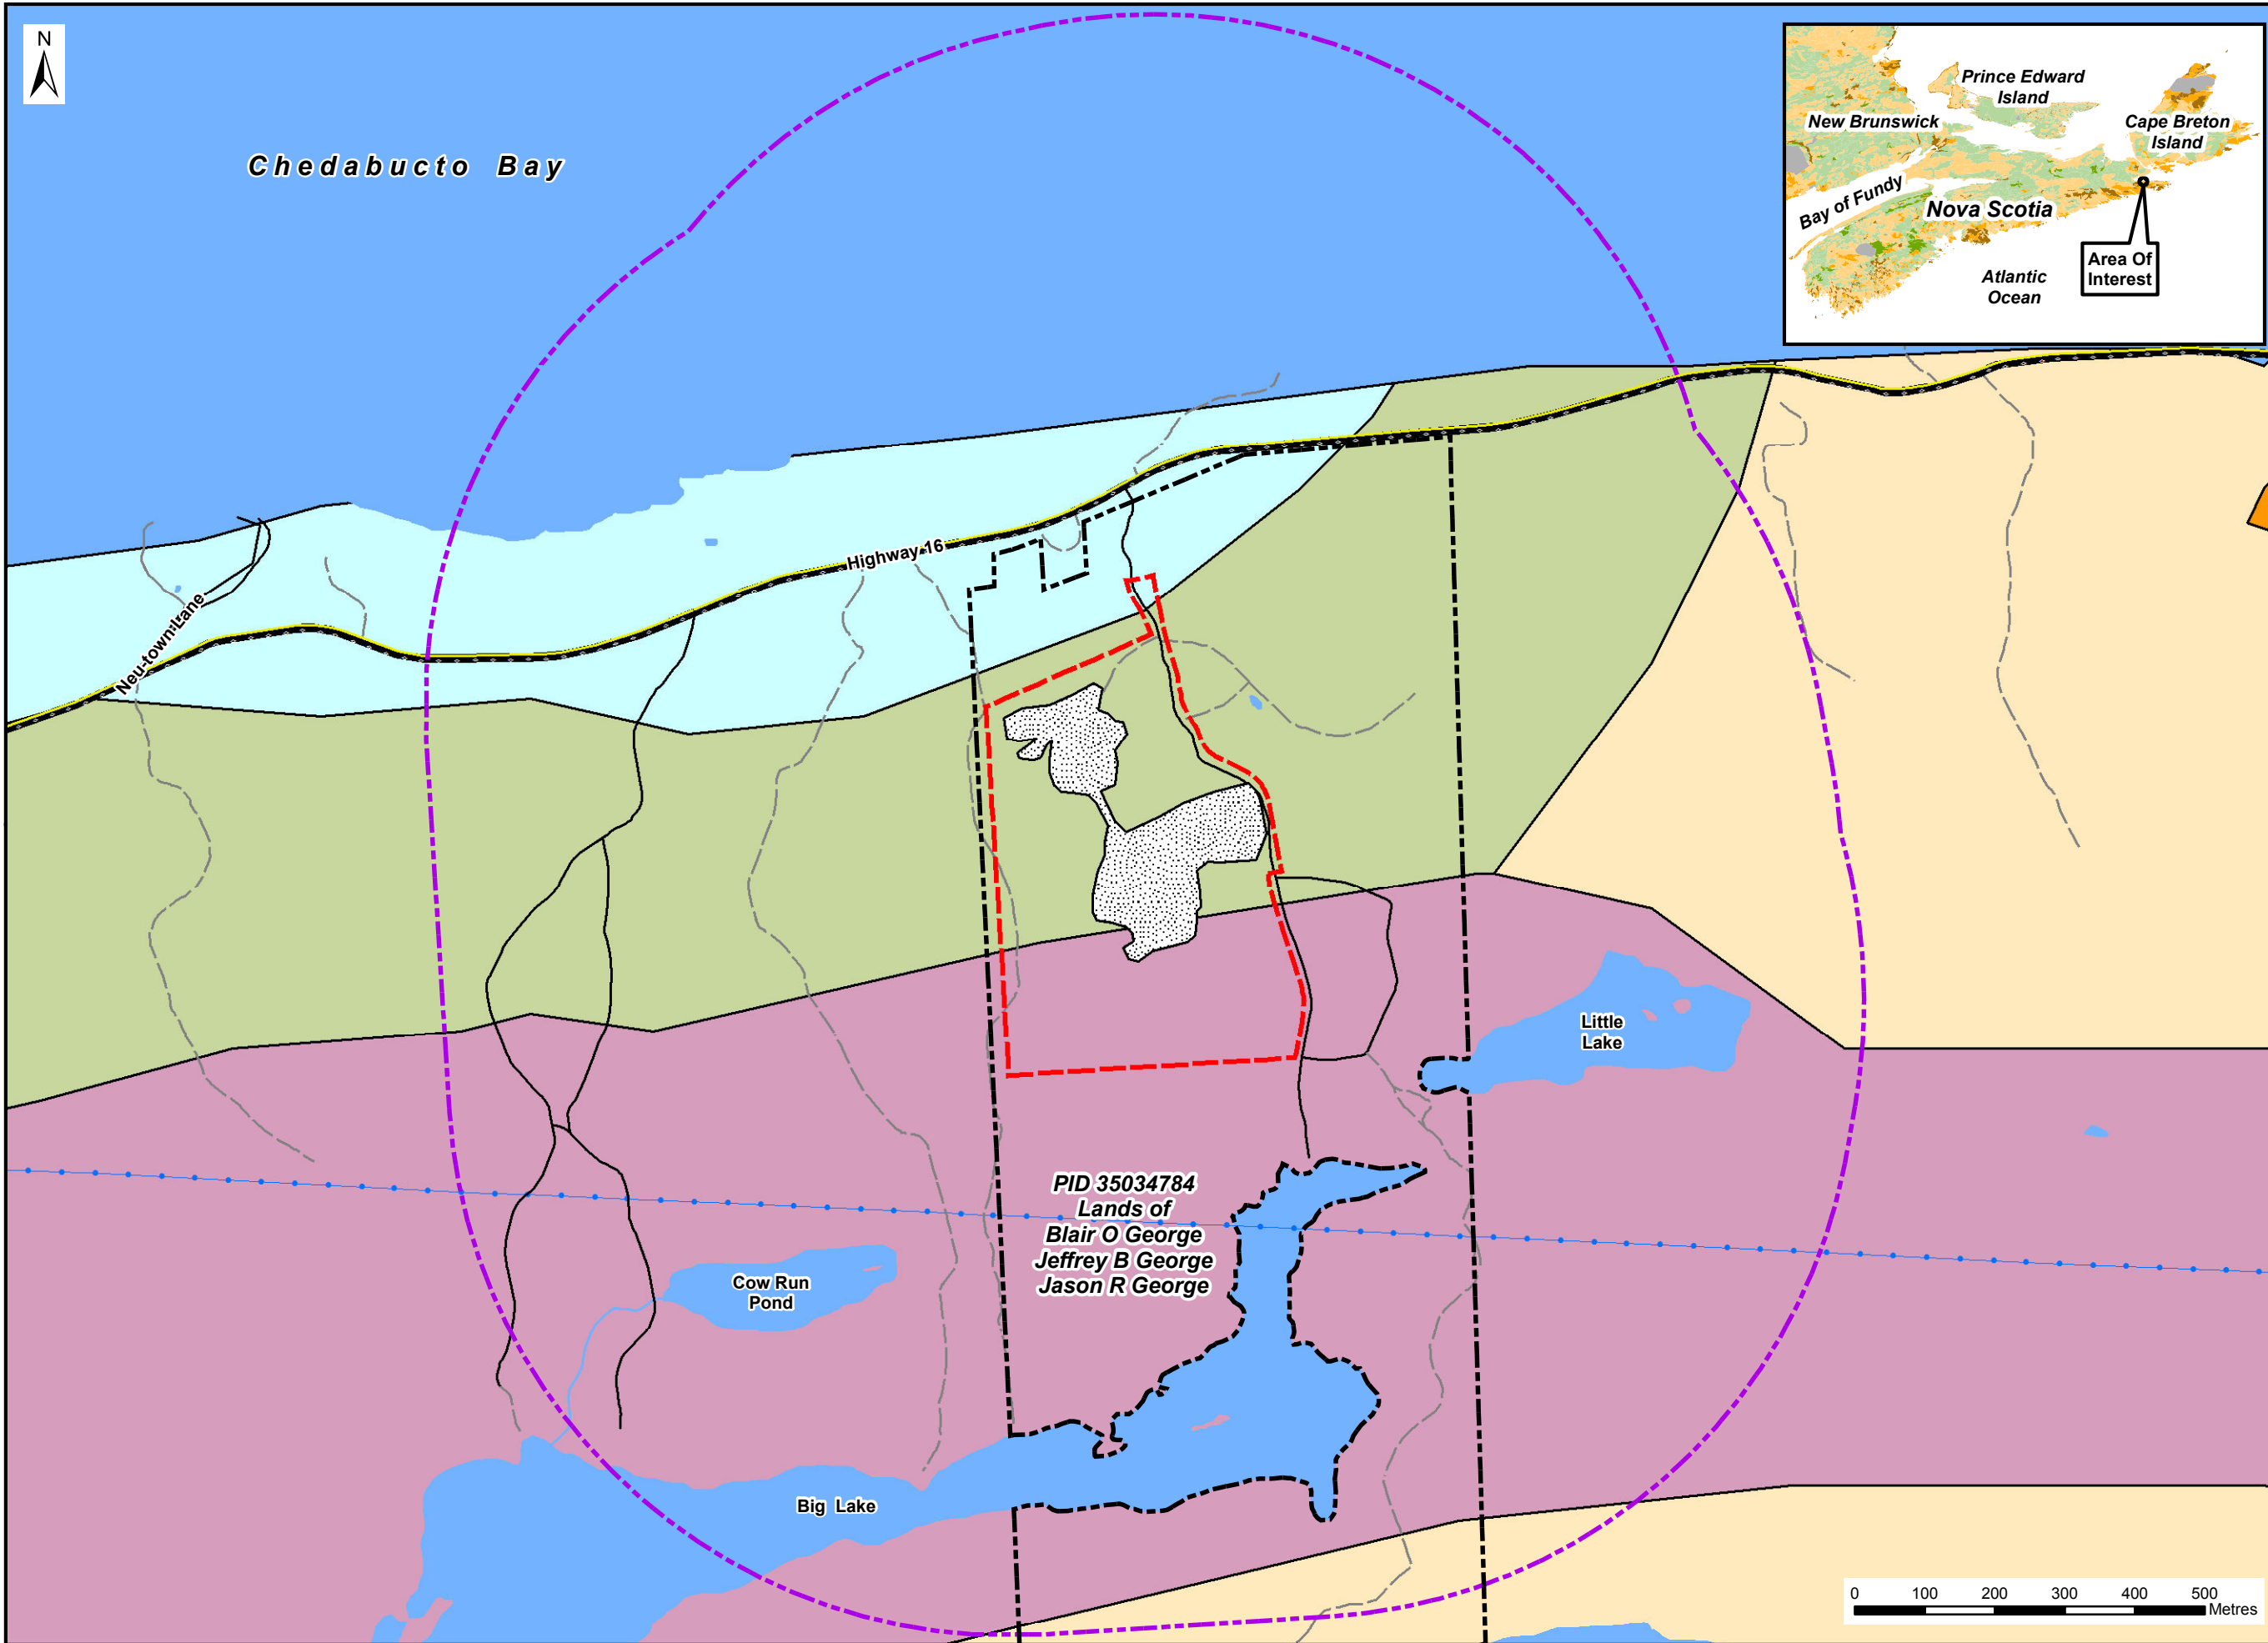 N
Chedabucto Bay
Prince Edward
Island
New Brunswick
Cape Breton
Island
Bay of Fundy
Nova Scotia
Area Of
Interest
Atlantic
Ocean
Highway 16
Neu-town Lane
Little
Lake
PID 35034784
Lands of
Blair O George
Jeffrey B George
Jason R George
Cow Run
Pond
Big Lake
0 100 200 300 400 500
Metres